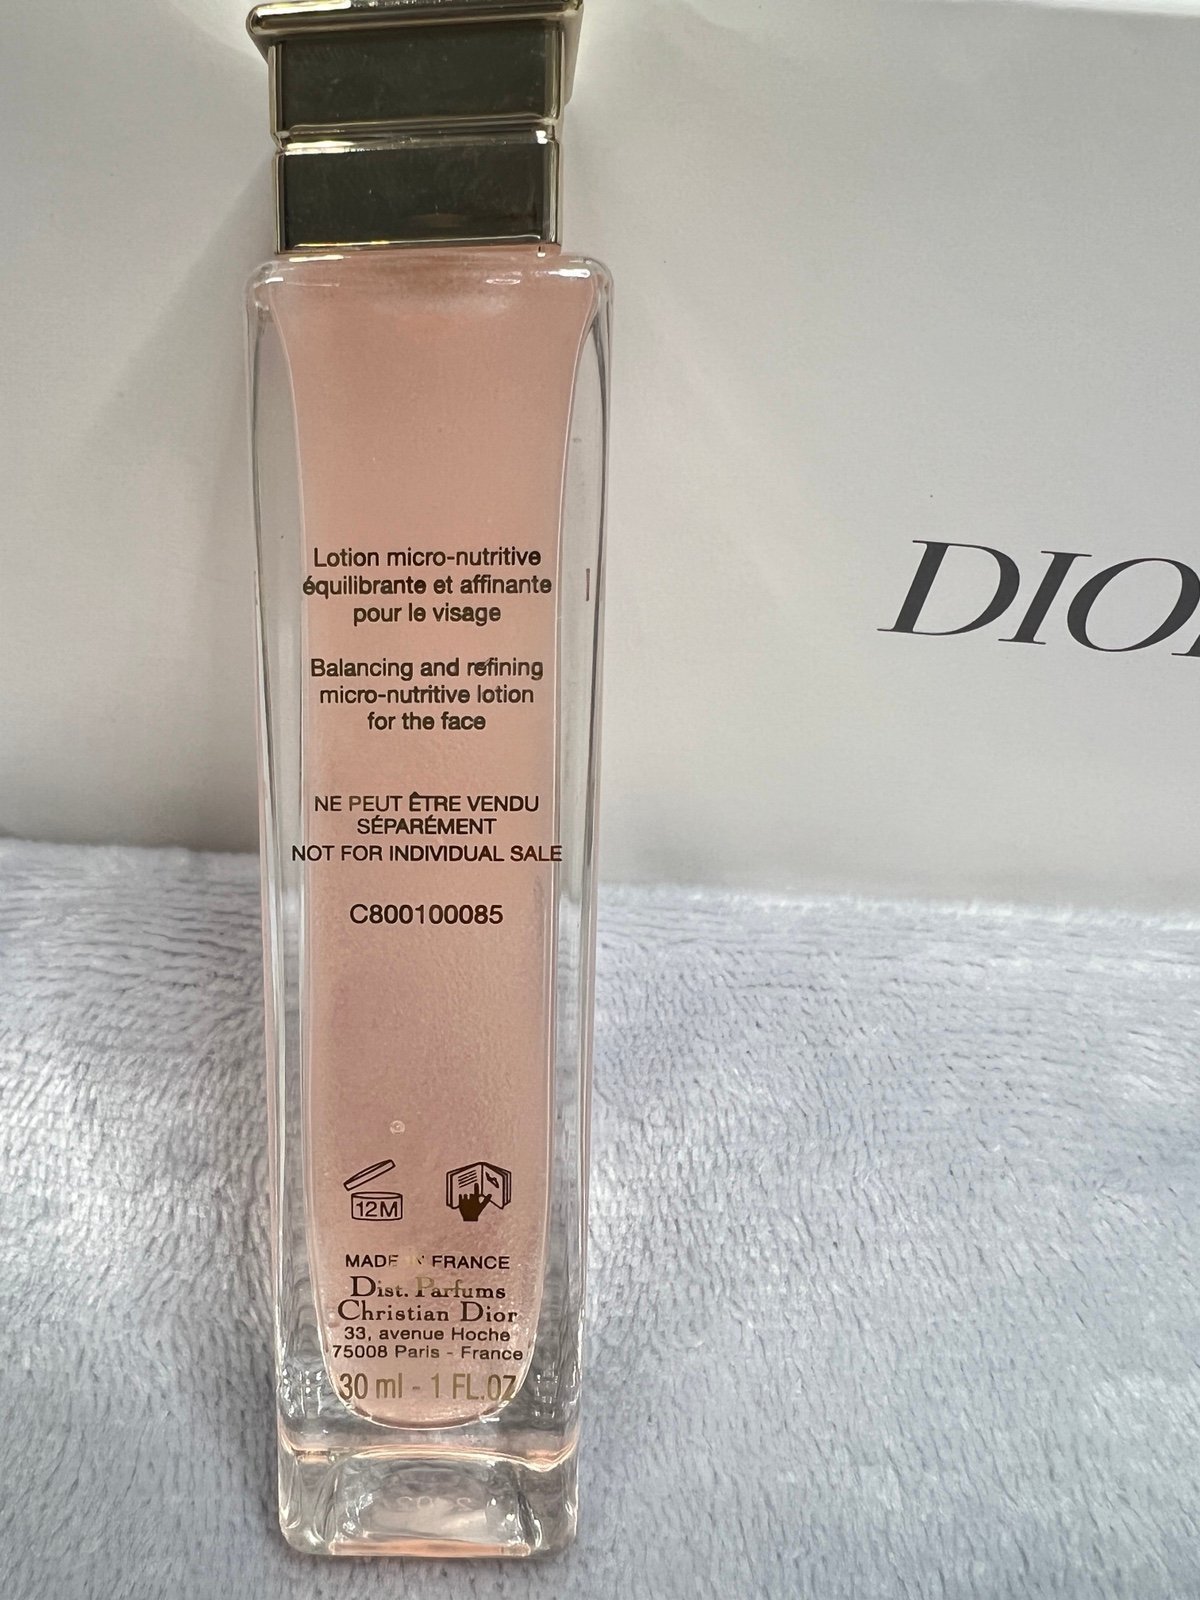 Lotion micro-nutritive
équilibrante et affinante
pour le visage
Balancing and refining
micro-nutritive lotion
for the face
NE PEUT ÊTRE VENDU
SÉPARÉMENT
NOT FOR INDIVIDUAL SALE
C800100085
12M
MADE IN FRANCE
Dist. Parfums
Christian Dior
33, avenue Hoche
75008 Paris - France
30 ml - 1 FL.OZ
DIOR